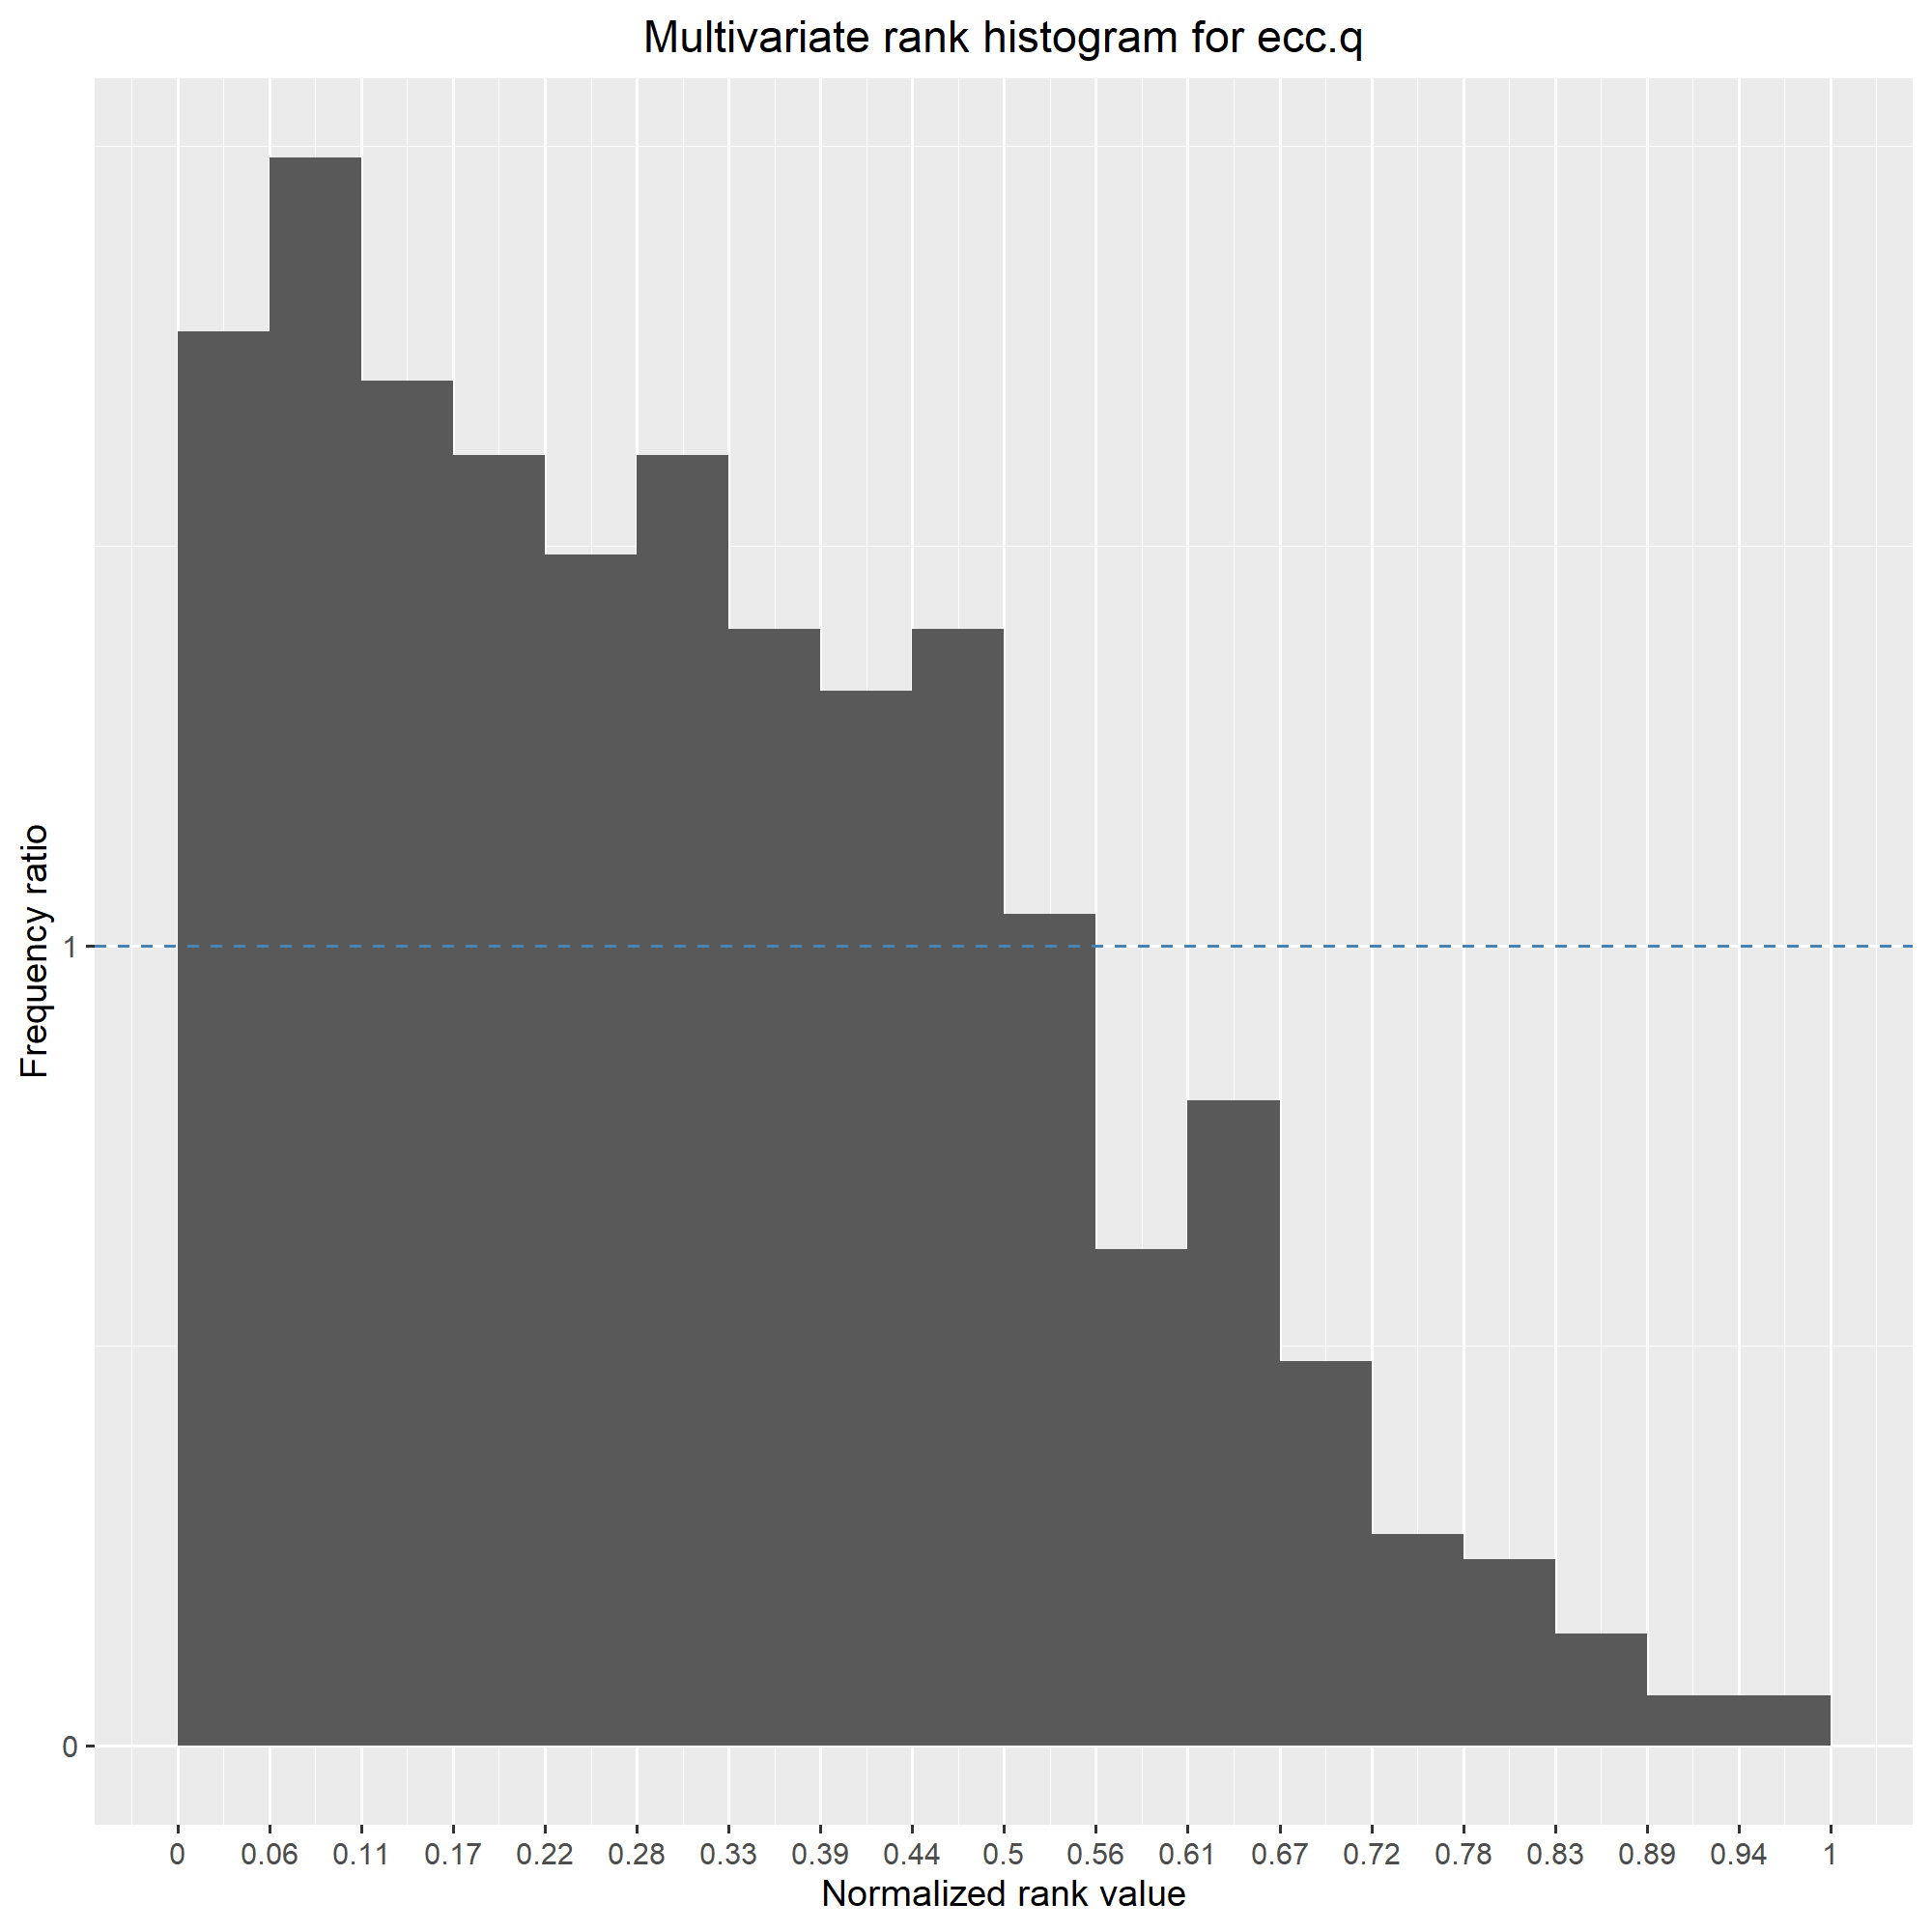 Multivariate rank histogram for ecc.q
Frequency ratio
1
0
0 0.06 0.11 0.17 0.22 0.28 0.33 0.39 0.44 0.5 0.56 0.61 0.67 0.72 0.78 0.83 0.89 0.94 1
Normalized rank value